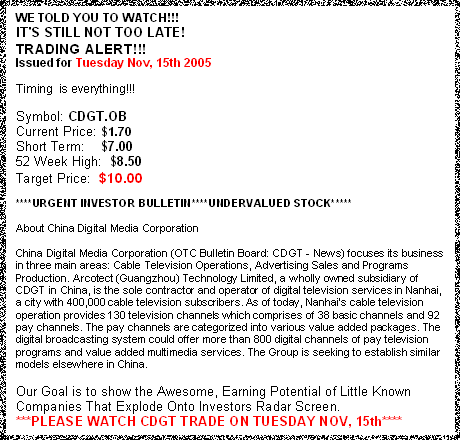 WE TOLD YOU TO WATCH!!!
IT'S STILL NOT TOO LATE!
TRADING ALERT!!!
Issued for Tuesday Nov, 15th 2005
Timing is everything!!!
Symbol: CDGT.OB
Current Price: $1.70
Short Term: $7.00
52 Week High: $8.50
Target Price: $10.00
****URGENT INVESTOR BULLETIN****UNDERVALUED STOCK*****
About China Digital Media Corporation
China Digital Media Corporation (OTC Bulletin Board: CDGT - News) focuses its business
in three main areas: Cable Television Operations, Advertising Sales and Programs
Production. Arcotect (Guangzhou) Technology Limited, a wholly owned subsidiary of
CDGT in China, is the sole contractor and operator of digital television services in Nanhai,
a city with 400,000 cable television subscribers. As of today, Nanhai's cable television
operation provides 130 television channels which comprises of 38 basic channels and 92
pay channels. The pay channels are categorized into various value added packages. The
digital broadcasting system could offer more than 800 digital channels of pay television
programs and value added multimedia services. The Group is seeking to establish similar
models elsewhere in China.
Our Goal is to show the Awesome, Earning Potential of Little Known
Companies That Explode Onto Investors Radar Screen.
***PLEASE WATCH CDGT TRADE ON TUESDAY NOV, 15th****